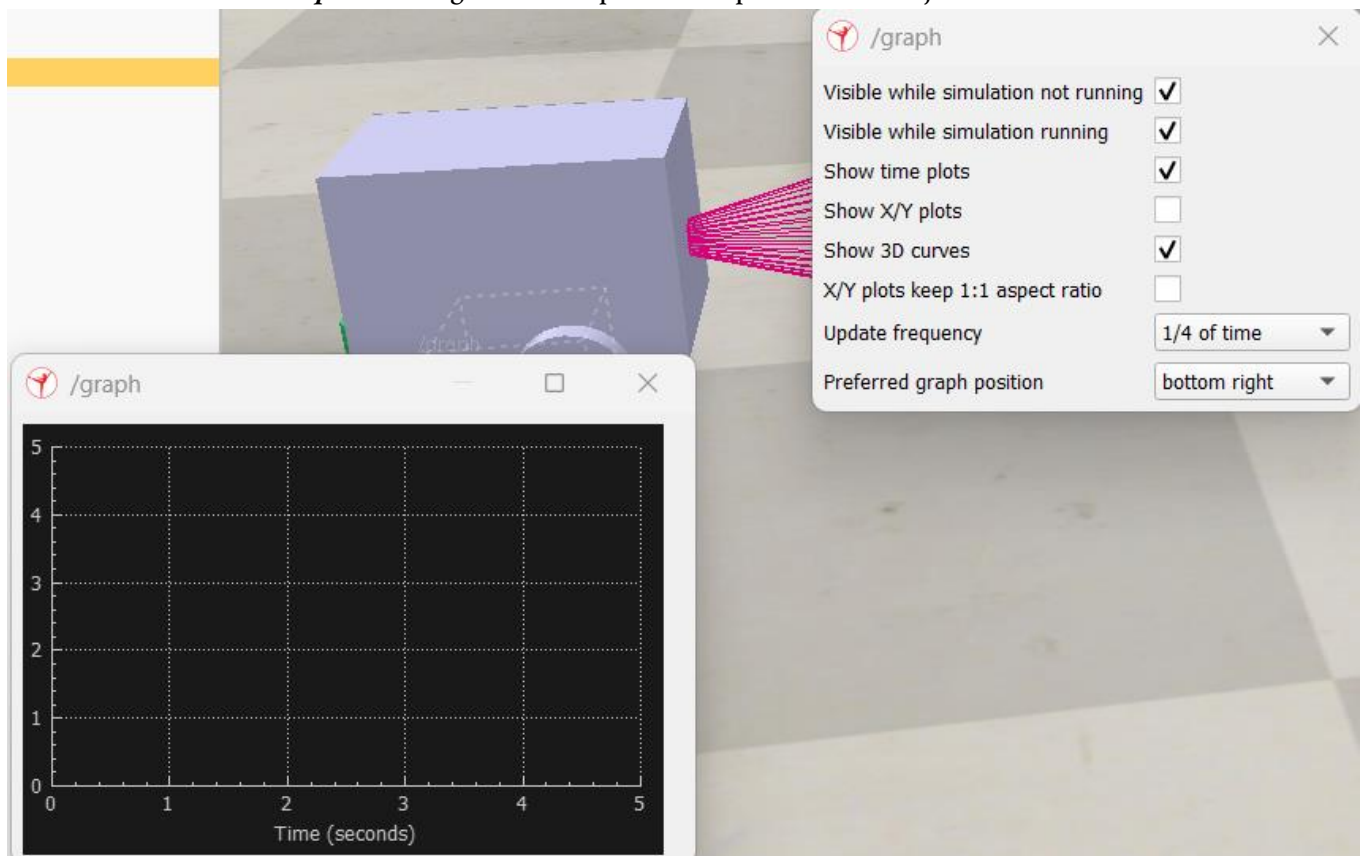 /graph
Visible while simulation not running
Visible while simulation running
Show time plots
Show X/Y plots
Show 3D curves
X/Y plots keep 1:1 aspect ratio
Update frequency 1/4 of time
Preferred graph position bottom right
/graph
/graph
5
4
3
2
1
0
0 1 2 3 4 5
Time (seconds)